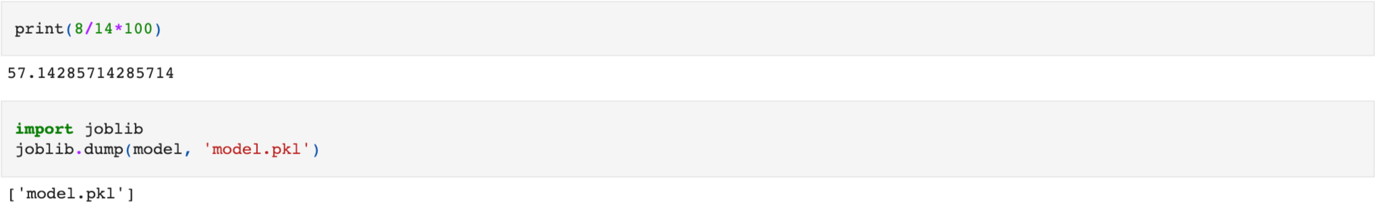 print(8/14*100)
57.14285714285714
import joblib
joblib.dump(model, 'model.pkl')
['model.pkl']